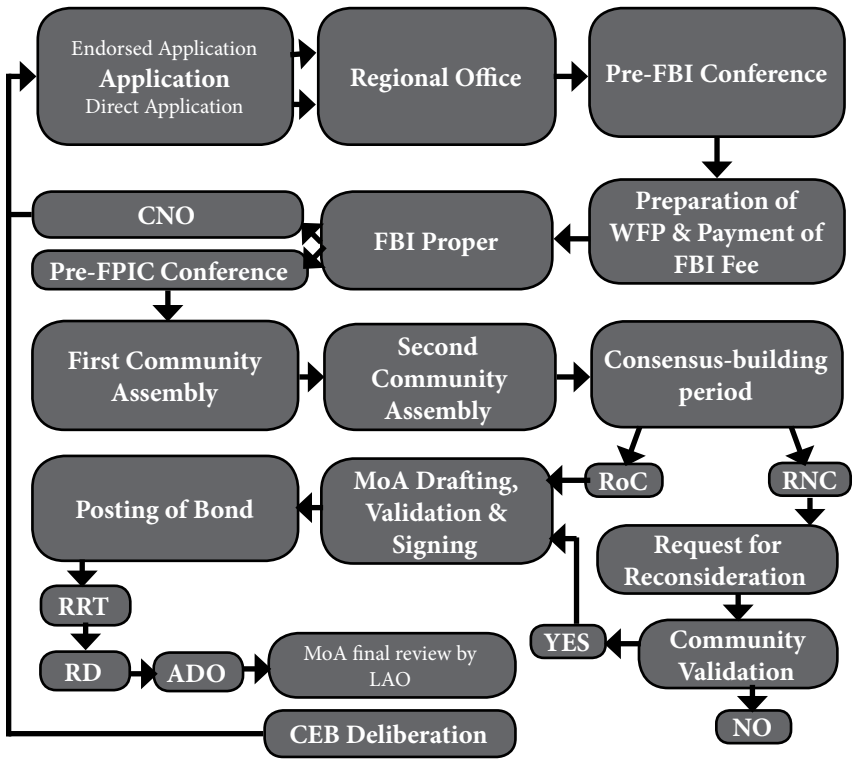 Endorsed Application
Application
Direct Application
Regional Office
Pre-FBI Conference
Preparation of
WFP & Payment of
FBI Fee
FBI Proper
CNO
Pre-FPIC Conference
First Community
Assembly
Second
Community
Assembly
Consensus-building
period
RoC
RNC
MoA Drafting,
Validation &
Signing
Posting of Bond
Request for
Reconsideration
RRT
YES
Community
Validation
RD
ADO
MoA final review by
LAO
NO
CEB Deliberation